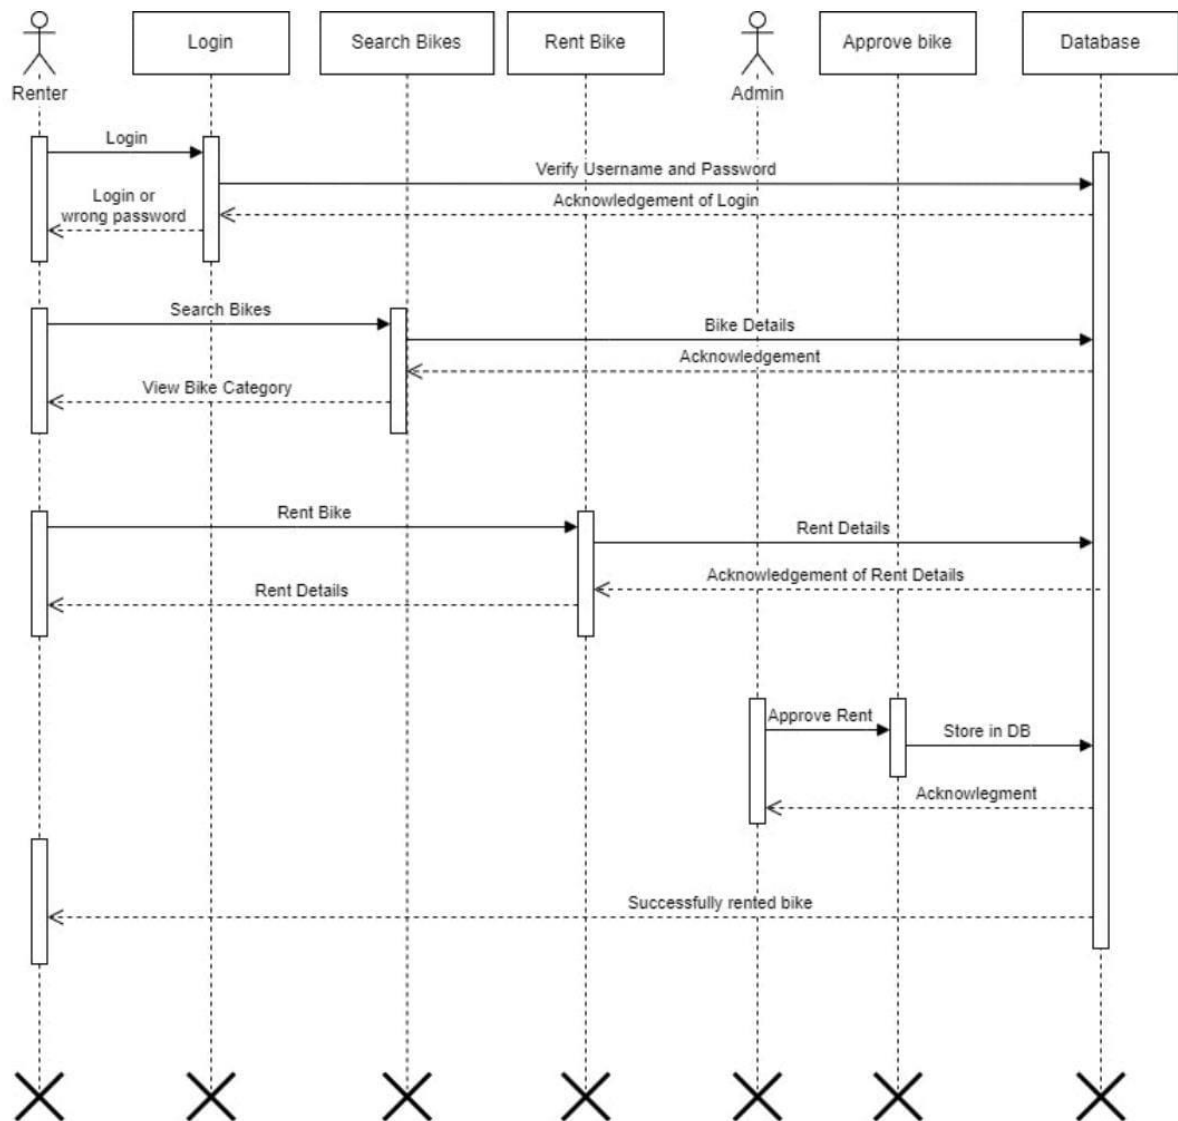 Login
Search Bikes
Rent Bike
Approve bike
Database
Renter
Admin
Login
Verify Username and Password
Login or
wrong password
Acknowledgement of Login
Search Bikes
Bike Details
Acknowledgement
View Bike Category
Rent Bike
Rent Details
Acknowledgement of Rent Details
Rent Details
Approve Rent
Store in DB
Acknowlegment
Successfully rented bike